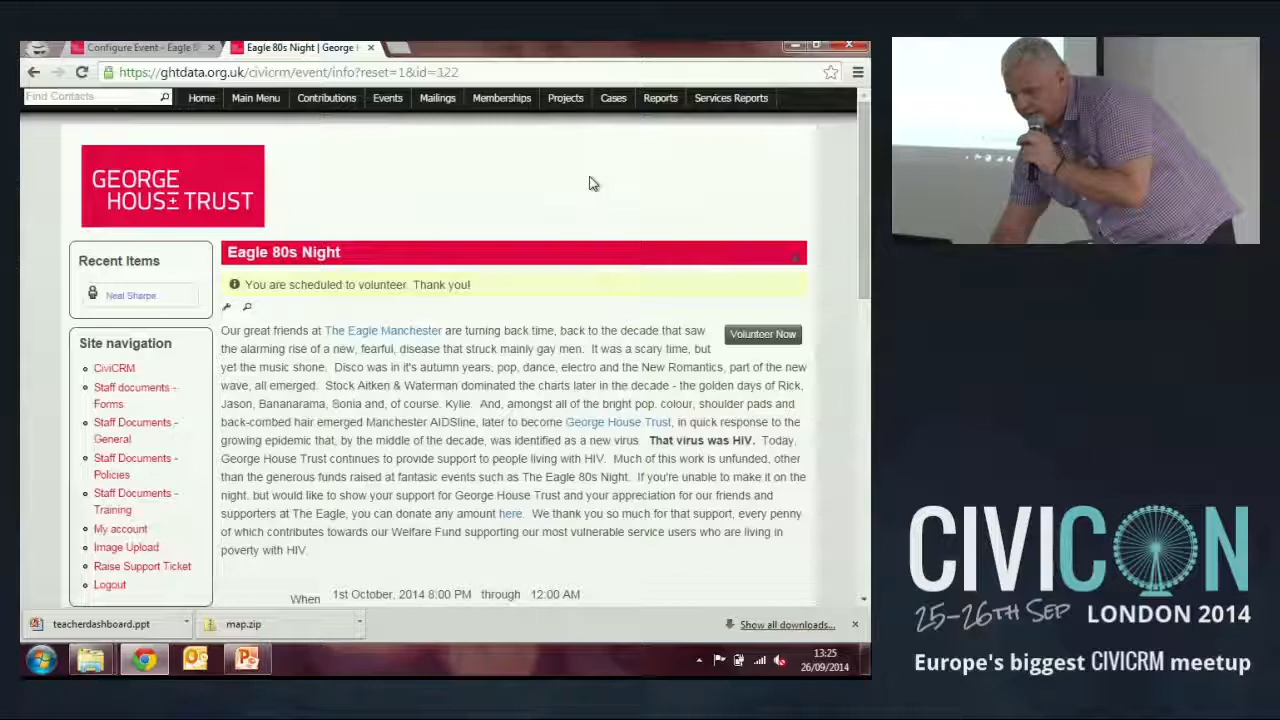 Configure Event - Eagle 8
Eagle 80s Night | George H
https://ghtdata.org.uk/civicrm/event/info?reset=1&id=122
Find Contacts
Home
Main Menu
Contributions
Events
Mailings
Memberships
Projects
Cases
Reports
Services Reports
GEORGE
HOUSE TRUST
Recent Items
Neal Sharpe
Site navigation
CiviCRM
Staff documents -
Forms
Staff Documents -
General
Staff Documents -
Policies
Staff Documents -
Training
My account
Image Upload
Raise Support Ticket
Logout
Eagle 80s Night
You are scheduled to volunteer. Thank you!
Volunteer Now
Our great friends at The Eagle Manchester are turning back time, back to the decade that saw
the alarming rise of a new, fearful, disease that struck mainly gay men. It was a scary time, but
yet the music shone. Disco was in it's autumn years, pop, dance, electro and the New Romantics, part of the new
wave, all emerged. Stock Aitken & Waterman dominated the charts later in the decade - the golden days of Rick,
Jason, Bananarama, Sonia and, of course, Kylie. And, amongst all of the bright pop, colour, shoulder pads and
back-combed hair emerged Manchester AIDSline, later to become George House Trust, in quick response to the
growing epidemic that, by the middle of the decade, was identified as a new virus That virus was HIV. Today,
George House Trust continues to provide support to people living with HIV. Much of this work is unfunded, other
than the generous funds raised at fantasic events such as The Eagle 80s Night. If you're unable to make it on the
night, but would like to show your support for George House Trust and your appreciation for our friends and
supporters at The Eagle, you can donate any amount here. We thank you so much for that support, every penny
of which contributes towards our Welfare Fund supporting our most vulnerable service users who are living in
poverty with HIV.
When
1st October, 2014 8:00 PM through 12:00 AM
teacherdashboard.ppt
map.zip
Show all downloads...
13:25
26/09/2014
CIVICON
25-26TH SEP LONDON 2014
Europe's biggest CIVICRM meetup